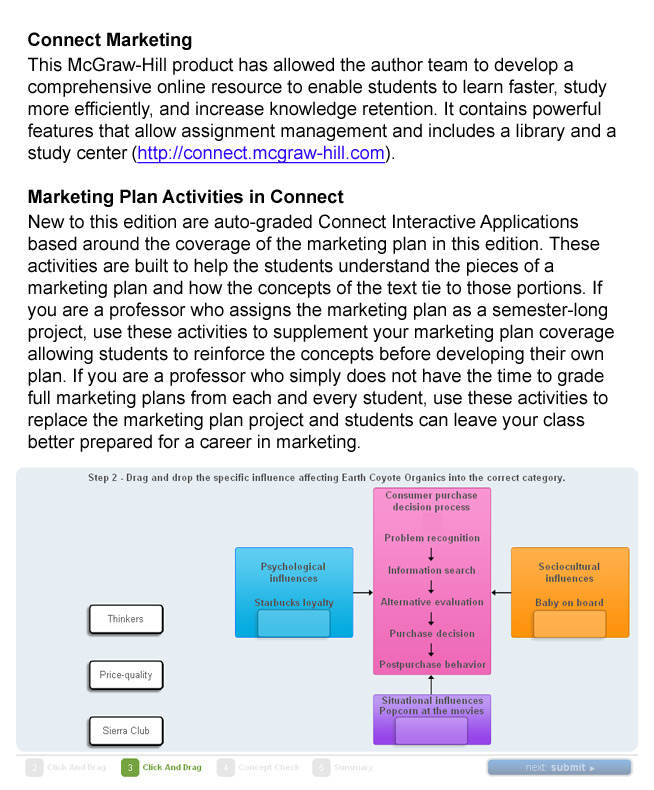 Connect Marketing
This McGraw-Hill product has allowed the author team to develop a
comprehensive online resource to enable students to learn faster, study
more efficiently, and increase knowledge retention. It contains powerful
features that allow assignment management and includes a library and a
study center (http://connect.mcgraw-hill.com).
Marketing Plan Activities in Connect
New to this edition are auto-graded Connect Interactive Applications
based around the coverage of the marketing plan in this edition. These
activities are built to help the students understand the pieces of a
marketing plan and how the concepts of the text tie to those portions. If
you are a professor who assigns the marketing plan as a semester-long
project, use these activities to supplement your marketing plan coverage
allowing students to reinforce the concepts before developing their own
plan. If you are a professor who simply does not have the time to grade
full marketing plans from each and every student, use these activities to
replace the marketing plan project and students can leave your class
better prepared for a career in marketing.
Step 2 - Drag and drop the specific influence affecting Earth Coyote Organics into the correct category.
Thinkers
Price-quality
Sierra Club
Psychological
influences
Starbucks loyalty
Consumer purchase
decision process
Problem recognition
Information search
Alternative evaluation
Purchase decision
Postpurchase behavior
Sociocultural
influences
Baby on board
Situational influences
Popcorn at the movies
2 Click And Drag 3 Click And Drag 4 Concept Check 5 Summary next: submit ▶